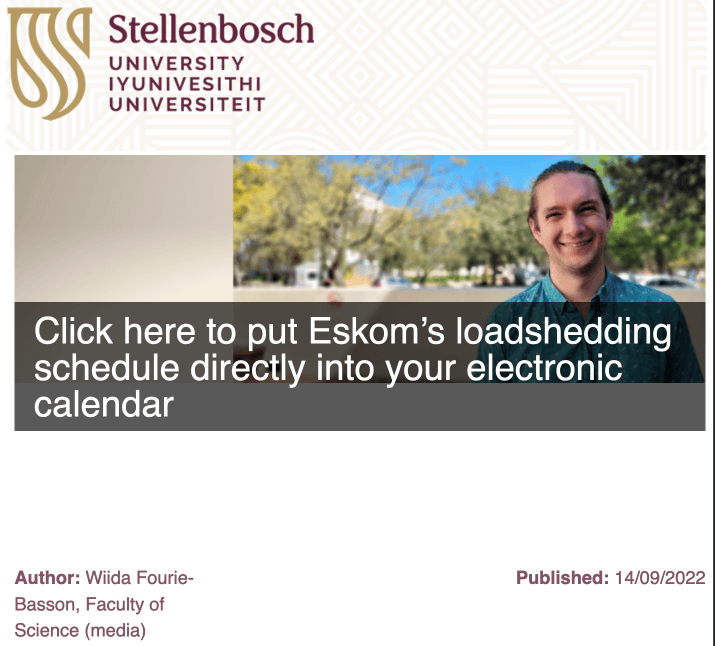 Stellenbosch
UNIVERSITY
IYUNIVESITHI
UNIVERSITEIT
Click here to put Eskom’s loadshedding
schedule directly into your electronic
calendar
Author: Wiida Fourie-
Basson, Faculty of
Science (media)
Published: 14/09/2022